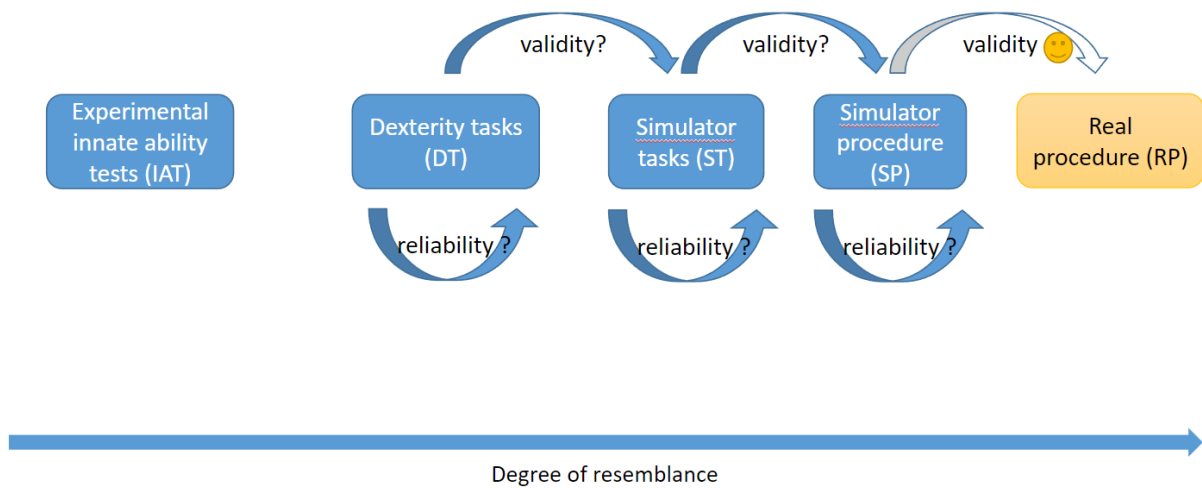 validity?
validity?
validity
Experimental
innate ability
tests (IAT)
Dexterity tasks
(DT)
Simulator
tasks (ST)
Simulator
procedure
(SP)
Real
procedure (RP)
reliability ?
reliability ?
reliability ?
Degree of resemblance